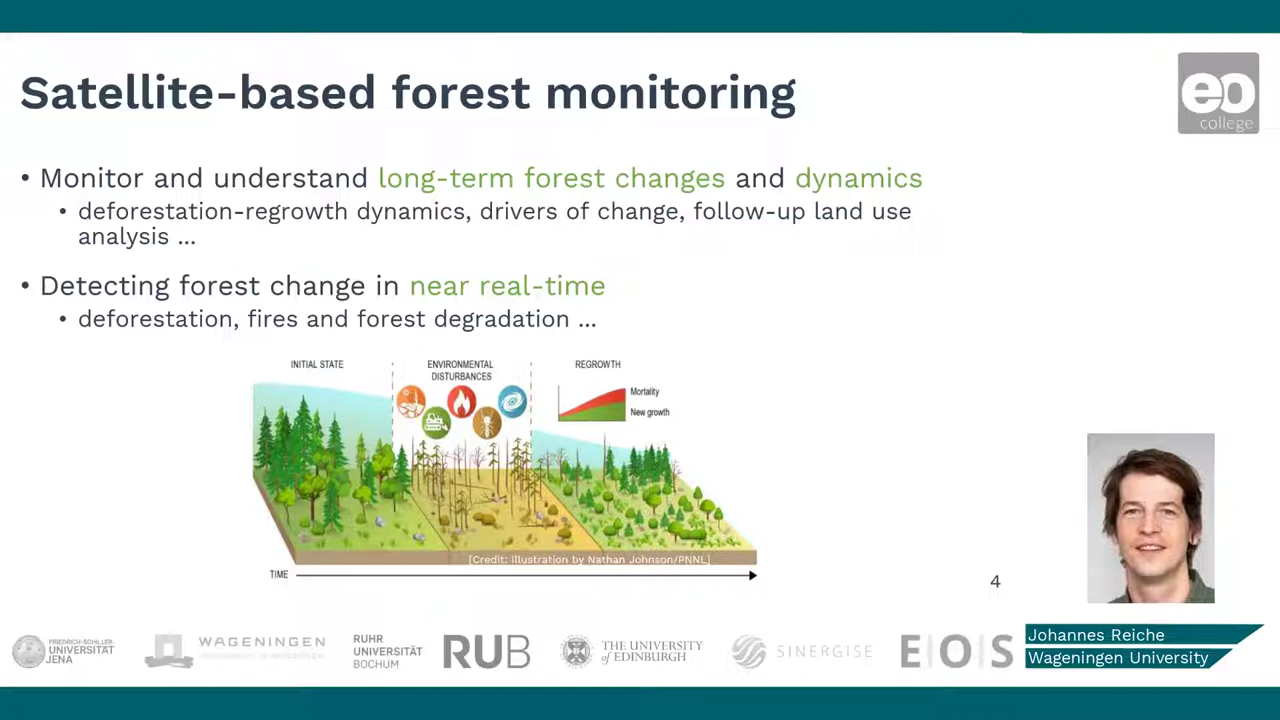 Satellite-based forest monitoring
eo
college
• Monitor and understand long-term forest changes and dynamics
• deforestation-regrowth dynamics, drivers of change, follow-up land use
analysis ...
• Detecting forest change in near real-time
• deforestation, fires and forest degradation ...
INITIAL STATE
ENVIRONMENTAL
DISTURBANCES
REGROWTH
Mortality
New growth
[Credit: Illustration by Nathan Johnson/PNNL]
TIME
4
Johannes Reiche
Wageningen University
FRIEDRICH-SCHILLER-
UNIVERSITÄT
JENA
WAGENINGEN
RUHR
UNIVERSITÄT
BOCHUM
RUB
THE UNIVERSITY
of EDINBURGH
SINERGISE
E|O|S